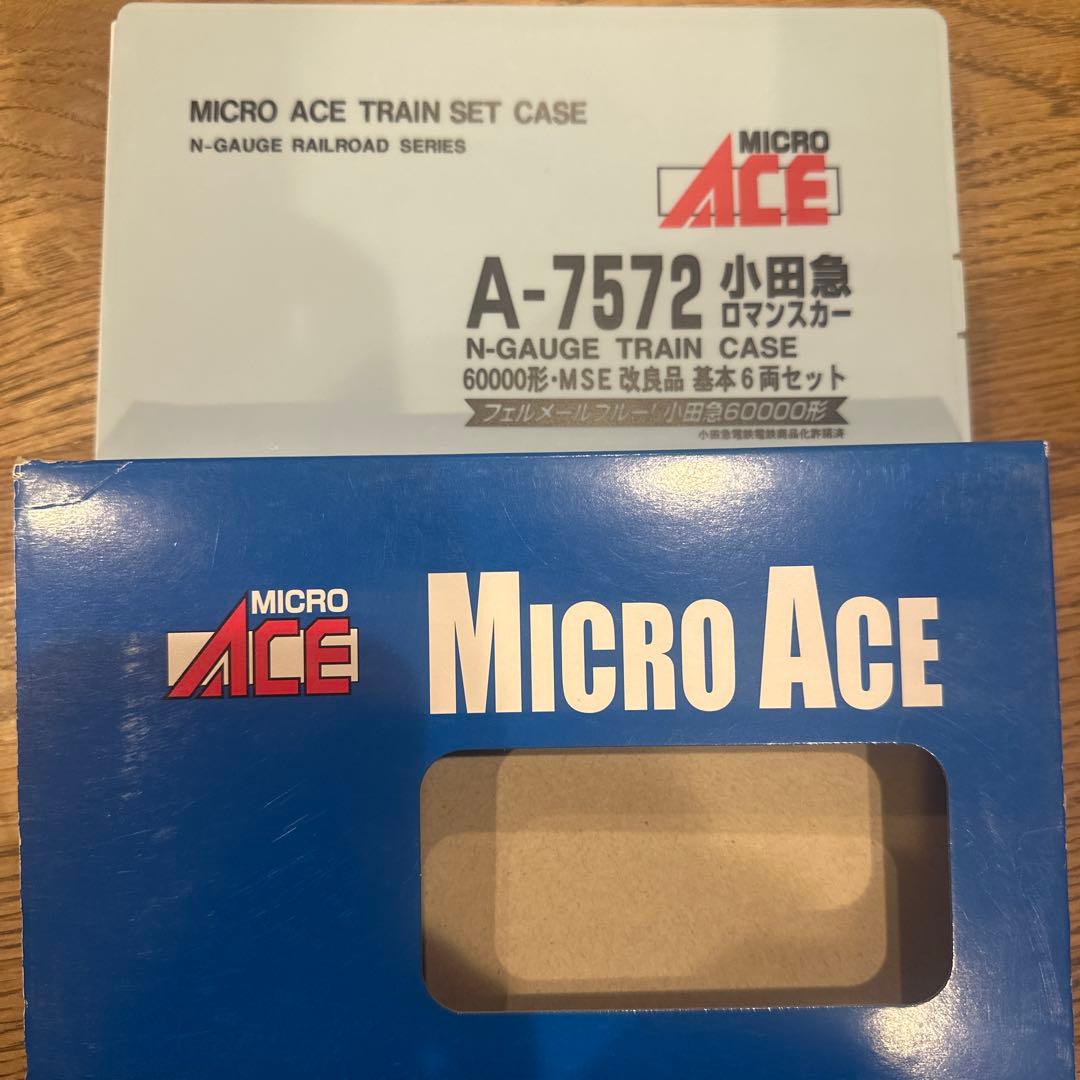 MICRO ACE TRAIN SET CASE
N-GAUGE RAILROAD SERIES
MICRO
ACE
A-7572 小田急
ロマンスカー
N-GAUGE TRAIN CASE
60000形・MSE 改良品 基本6両セット
フェルメールブルー 小田急60000形
小田急電鉄商品化許諾済
MICRO
ACE
MICRO ACE